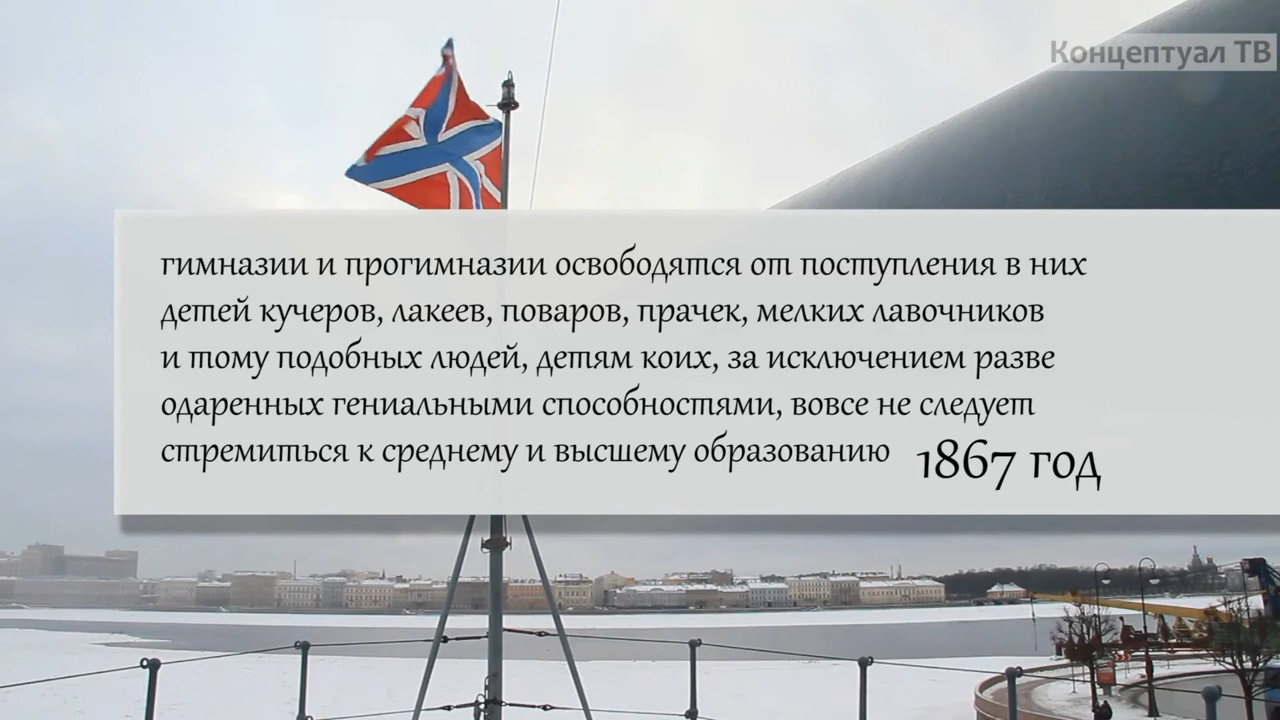 Концептуал ТВ
гимназии и прогимназии освободятся от поступления в них
детей кучеров, лакеев, поваров, прачек, мелких лавочников
и тому подобных людей, детям коих, за исключением разве
одаренных гениальными способностями, вовсе не следует
стремиться к среднему и высшему образованию 1867 год